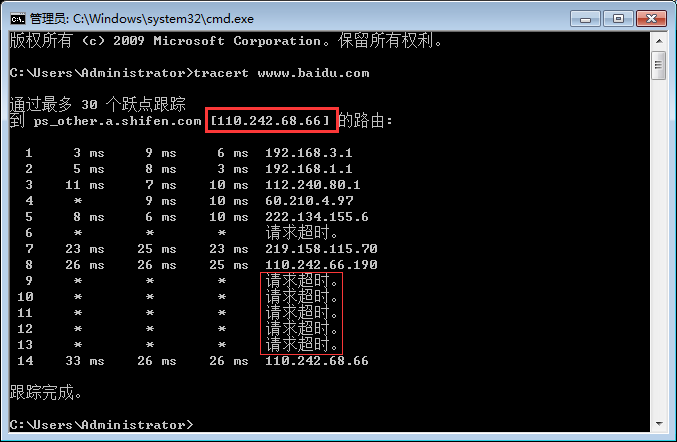 管理员: C:\Windows\system32\cmd.exe
版权所有 (c) 2009 Microsoft Corporation。保留所有权利。
C:\Users\Administrator>tracert www.baidu.com
通过最多 30 个跃点跟踪
到 ps_other.a.shifen.com [110.242.68.66] 的路由:
1 3 ms 9 ms 6 ms 192.168.3.1
2 5 ms 8 ms 3 ms 192.168.1.1
3 11 ms 7 ms 10 ms 112.240.80.1
4 * 9 ms 10 ms 60.210.4.97
5 8 ms 6 ms 10 ms 222.134.155.6
6 * * * 请求超时。
7 23 ms 25 ms 23 ms 219.158.115.70
8 26 ms 26 ms 25 ms 110.242.66.190
9 * * * 请求超时。
10 * * * 请求超时。
11 * * * 请求超时。
12 * * * 请求超时。
13 * * * 请求超时。
14 33 ms 26 ms 26 ms 110.242.68.66
跟踪完成。
C:\Users\Administrator>